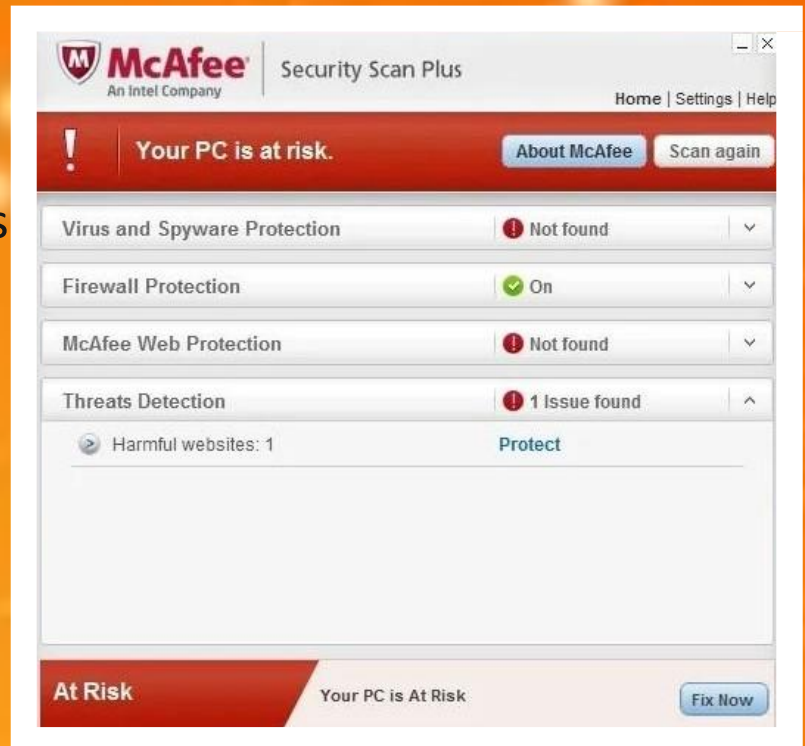 McAfee Security Scan Plus
An Intel Company
Home | Settings | Help
! Your PC is at risk. About McAfee Scan again
S
Virus and Spyware Protection ! Not found
Firewall Protection On
McAfee Web Protection ! Not found
Threats Detection ! 1 Issue found
Harmful websites: 1 Protect
At Risk Your PC is At Risk Fix Now